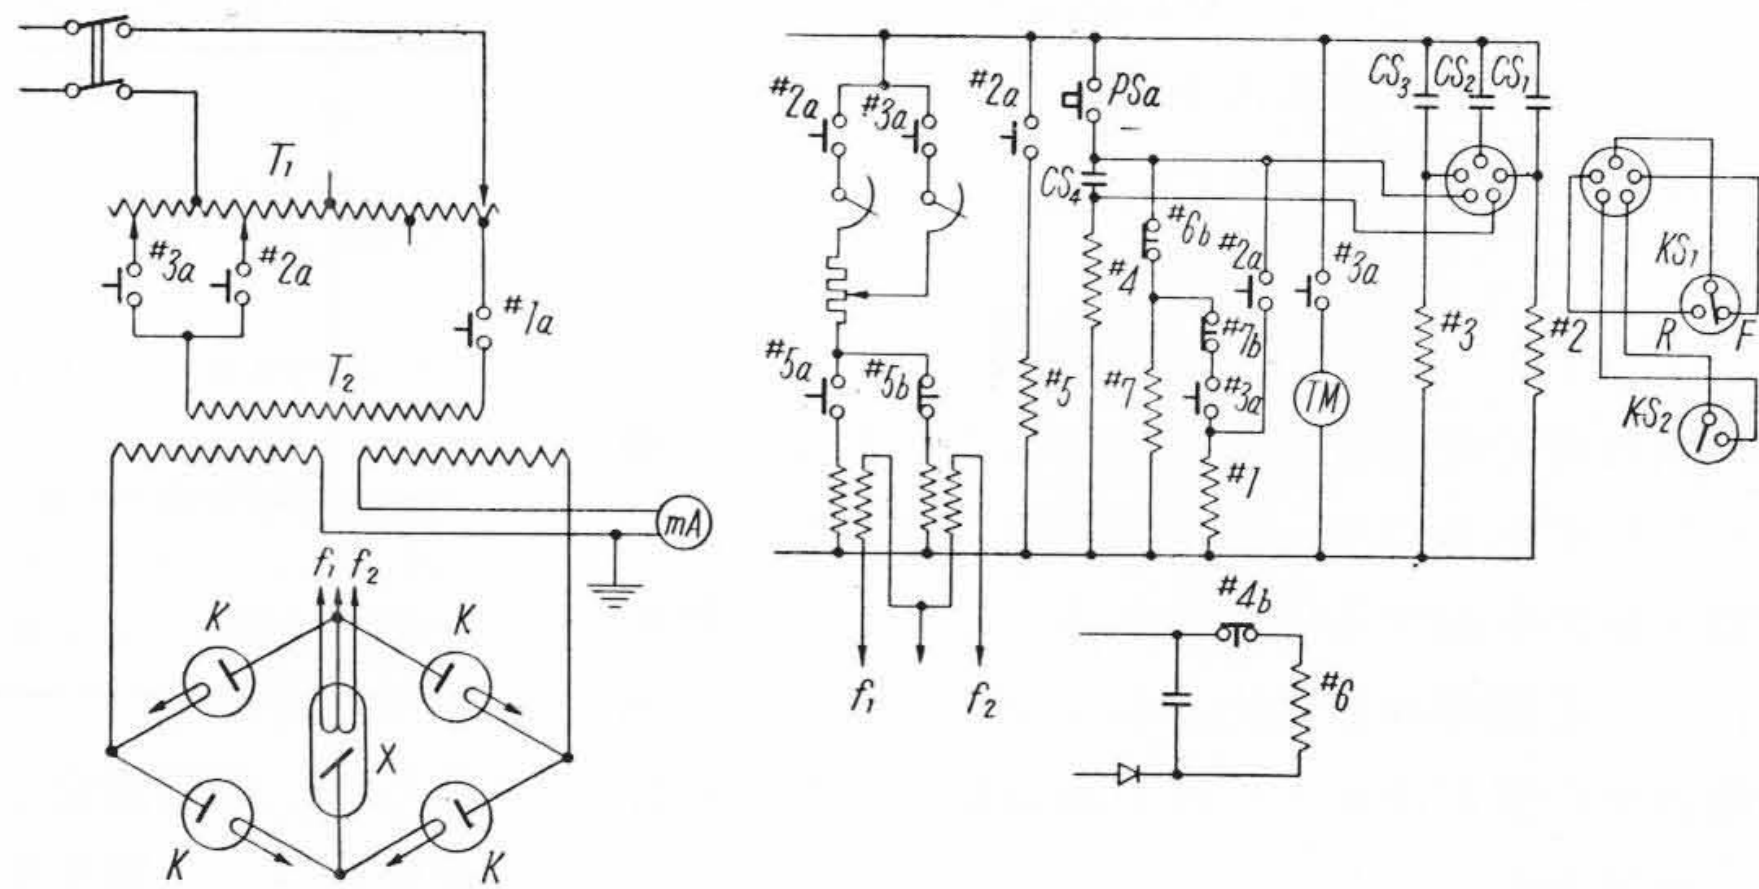 T₁
#3a
#2a
#1a
T₂
mA
f₁ f₂
K
K
X
K
K
#2a
#3a
#2a
PSa
CS₃
CS₂
CS₁
CS₄
#6b
#2a
#3a
#4
#7b
#3a
#7
#5a
#5b
#5
#1
TM
#3
#2
KS₁
R
F
KS₂
f₁
f₂
#4b
#6